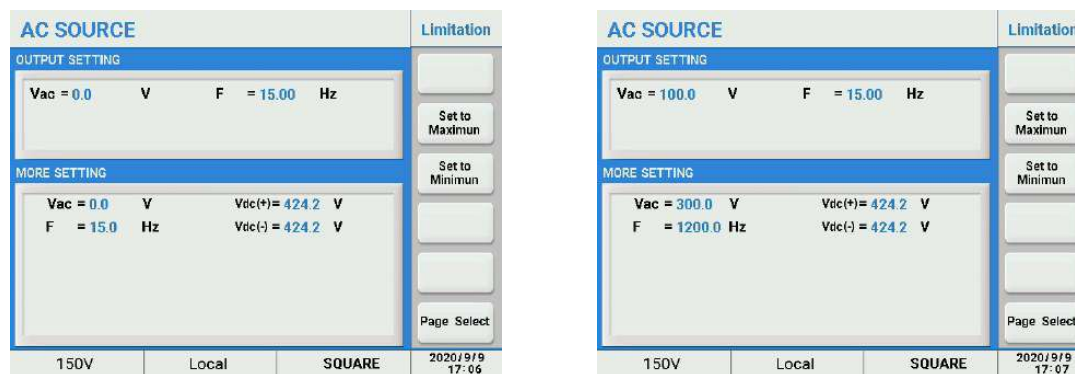 AC SOURCE
Limitation
OUTPUT SETTING
Vac = 0.0 V F = 15.00 Hz
Set to
Maximun
MORE SETTING
Set to
Minimun
Vac = 0.0 V Vdc(+)= 424.2 V
F = 15.0 Hz Vdc(-) = 424.2 V
Page Select
150V Local SQUARE 2020/9/9
17:06
AC SOURCE
Limitation
OUTPUT SETTING
Vac = 100.0 V F = 15.00 Hz
Set to
Maximun
MORE SETTING
Set to
Minimun
Vac = 300.0 V Vdc(+)= 424.2 V
F = 1200.0 Hz Vdc(-) = 424.2 V
Page Select
150V Local SQUARE 2020/9/9
17:07